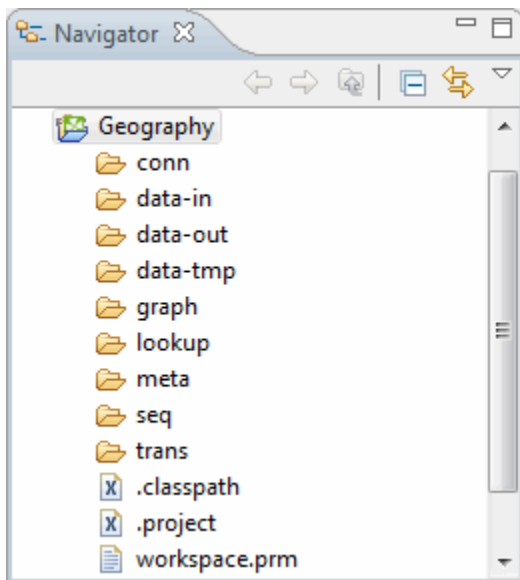 Navigator
Geography
conn
data-in
data-out
data-tmp
graph
lookup
meta
seq
trans
.classpath
.project
workspace.prm